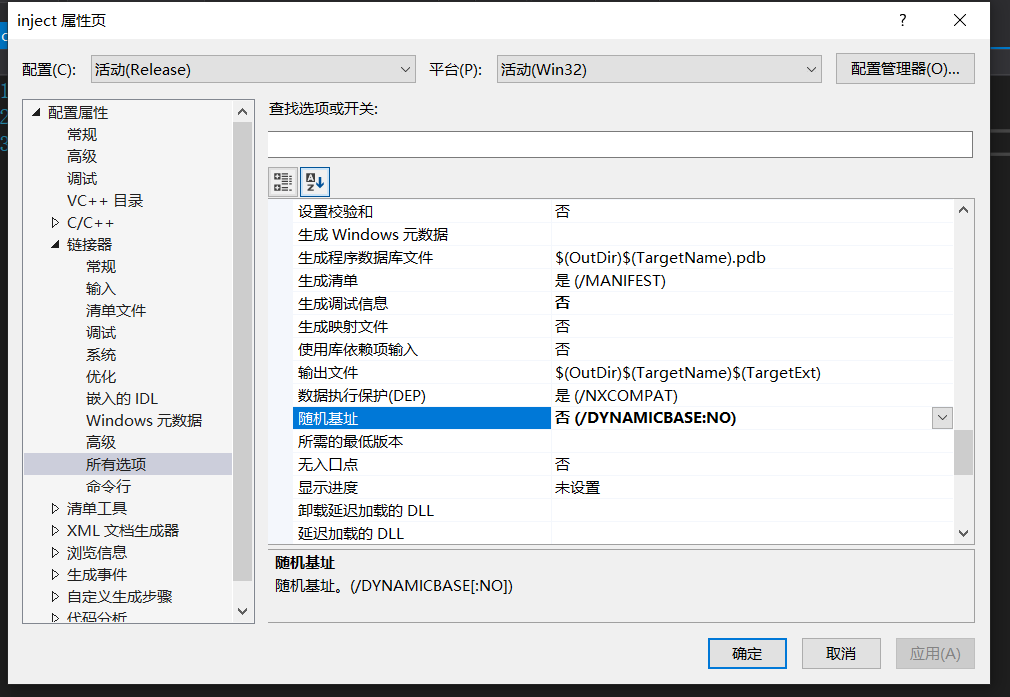 inject 属性页
?
配置(C):
活动(Release)
平台(P):
活动(Win32)
配置管理器(O)...
配置属性
常规
高级
调试
VC++ 目录
C/C++
链接器
常规
输入
清单文件
调试
系统
优化
嵌入的 IDL
Windows 元数据
高级
所有选项
命令行
清单工具
XML 文档生成器
浏览信息
生成事件
自定义生成步骤
代码分析
查找选项或开关:
设置校验和 否
生成 Windows 元数据
生成程序数据库文件 $(OutDir)$(TargetName).pdb
生成清单 是 (/MANIFEST)
生成调试信息 否
生成映射文件 否
使用库依赖项输入 否
输出文件 $(OutDir)$(TargetName)$(TargetExt)
数据执行保护(DEP) 是 (/NXCOMPAT)
随机基址 否 (/DYNAMICBASE:NO)
所需的最低版本
无入口点 否
显示进度 未设置
卸载延迟加载的 DLL
延迟加载的 DLL
随机基址
随机基址。(/DYNAMICBASE[:NO])
确定
取消
应用(A)